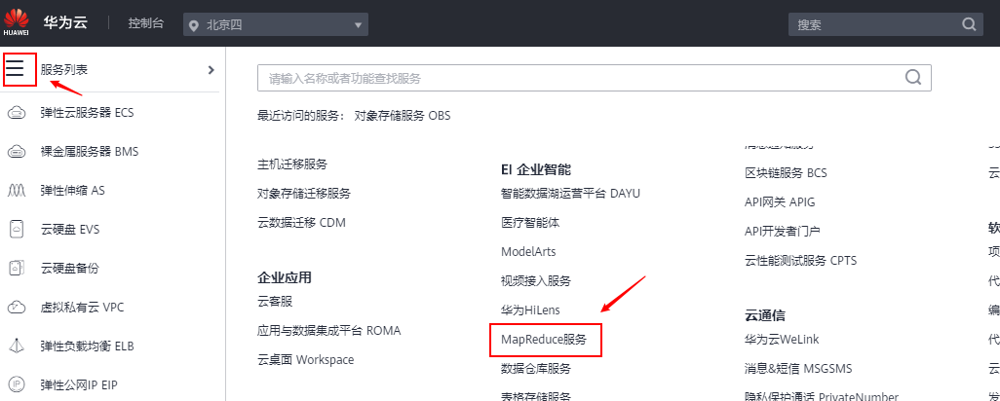 HUAWEI
华为云
控制台
北京四
搜索
服务列表
请输入名称或者功能查找服务
最近访问的服务： 对象存储服务 OBS
弹性云服务器 ECS
裸金属服务器 BMS
弹性伸缩 AS
云硬盘 EVS
云硬盘备份
虚拟私有云 VPC
弹性负载均衡 ELB
弹性公网IP EIP
主机迁移服务
对象存储迁移服务
云数据迁移 CDM
企业应用
云客服
应用与数据集成平台 ROMA
云桌面 Workspace
EI 企业智能
智能数据湖运营平台 DAYU
医疗智能体
ModelArts
视频接入服务
华为HiLens
MapReduce服务
数据仓库服务
表格存储服务
消息通知服务
区块链服务 BCS
API网关 APIG
API开发者门户
云性能测试服务 CPTS
云通信
华为云WeLink
消息&短信 MSGSMS
隐私保护通话 PrivateNumber
云
软
项
代
编
代
云